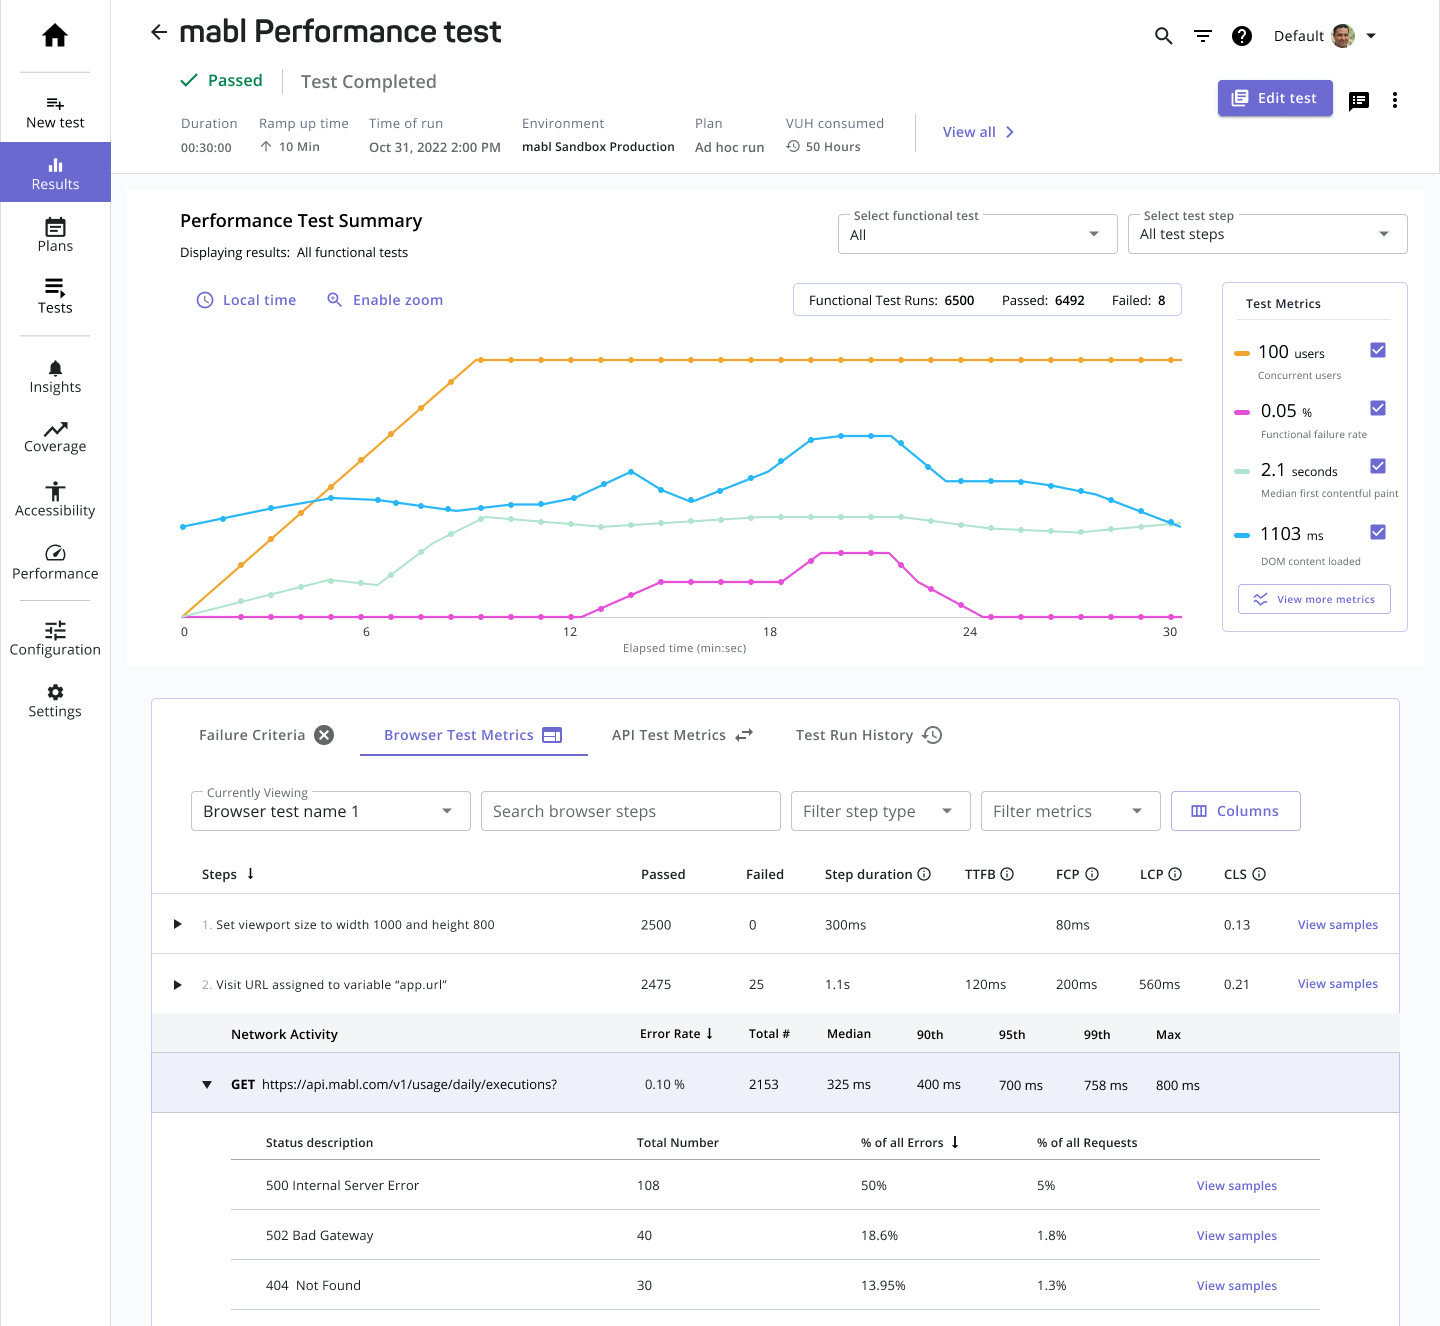 mabl Performance test
Default
Passed
Test Completed
Edit test
Duration
Ramp up time
Time of run
Environment
Plan
VUH consumed
00:30:00
10 Min
Oct 31, 2022 2:00 PM
mabl Sandbox Production
Ad hoc run
50 Hours
View all
New test
Results
Plans
Tests
Insights
Coverage
Accessibility
Performance
Configuration
Settings
Performance Test Summary
Displaying results: All functional tests
Select functional test
All
Select test step
All test steps
Local time
Enable zoom
Functional Test Runs: 6500 Passed: 6492 Failed: 8
0 6 12 18 24 30
Elapsed time (min:sec)
Test Metrics
100 users
Concurrent users
0.05 %
Functional failure rate
2.1 seconds
Median first contentful paint
1103 ms
DOM content loaded
View more metrics
Failure Criteria
Browser Test Metrics
API Test Metrics
Test Run History
Currently Viewing
Browser test name 1
Search browser steps
Filter step type
Filter metrics
Columns
Steps Passed Failed Step duration TTFB FCP LCP CLS
1. Set viewport size to width 1000 and height 800 2500 0 300ms 80ms 0.13 View samples
2. Visit URL assigned to variable “app.url” 2475 25 1.1s 120ms 200ms 560ms 0.21 View samples
Network Activity Error Rate Total # Median 90th 95th 99th Max
GET https://api.mabl.com/v1/usage/daily/executions? 0.10 % 2153 325 ms 400 ms 700 ms 758 ms 800 ms
Status description Total Number % of all Errors % of all Requests
500 Internal Server Error 108 50% 5% View samples
502 Bad Gateway 40 18.6% 1.8% View samples
404 Not Found 30 13.95% 1.3% View samples